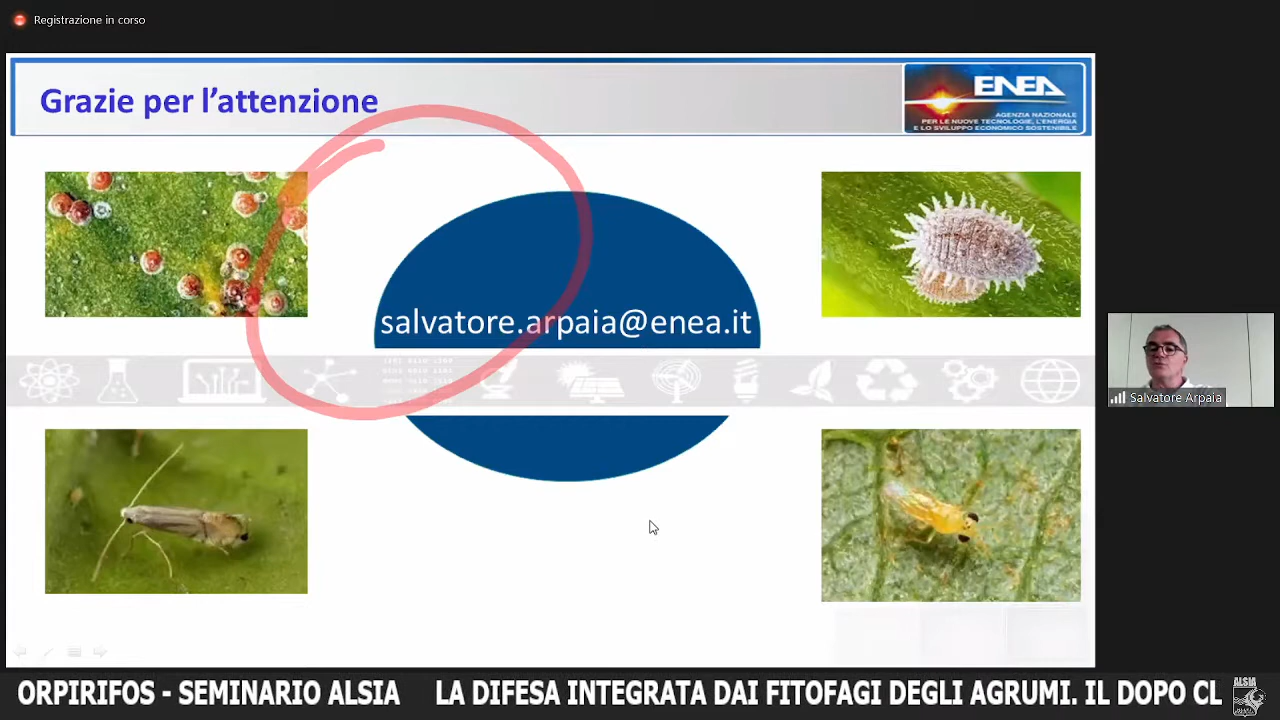 Registrazione in corso
Grazie per l'attenzione
ENEA
AGENZIA NAZIONALE
PER LE NUOVE TECNOLOGIE, L'ENERGIA
E LO SVILUPPO ECONOMICO SOSTENIBILE
salvatore.arpaia@enea.it
Salvatore Arpaia
ORPIRIFOS - SEMINARIO ALSIA LA DIFESA INTEGRATA DAI FITOFAGI DEGLI AGRUMI. IL DOPO CL
ALSIA